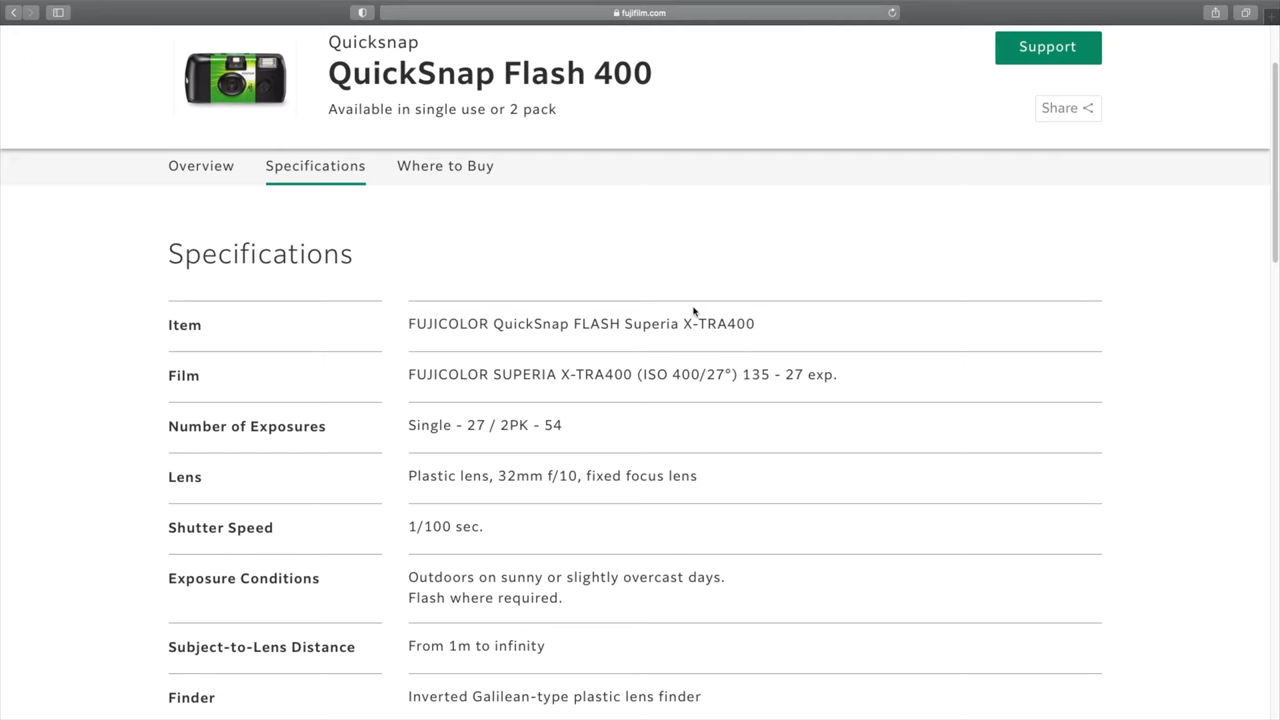 fujifilm.com
Quicksnap
QuickSnap Flash 400
Available in single use or 2 pack
Support
Share
Overview
Specifications
Where to Buy
Specifications
Item
FUJICOLOR QuickSnap FLASH Superia X-TRA400
Film
FUJICOLOR SUPERIA X-TRA400 (ISO 400/27°) 135 - 27 exp.
Number of Exposures
Single - 27 / 2PK - 54
Lens
Plastic lens, 32mm f/10, fixed focus lens
Shutter Speed
1/100 sec.
Exposure Conditions
Outdoors on sunny or slightly overcast days.
Flash where required.
Subject-to-Lens Distance
From 1m to infinity
Finder
Inverted Galilean-type plastic lens finder